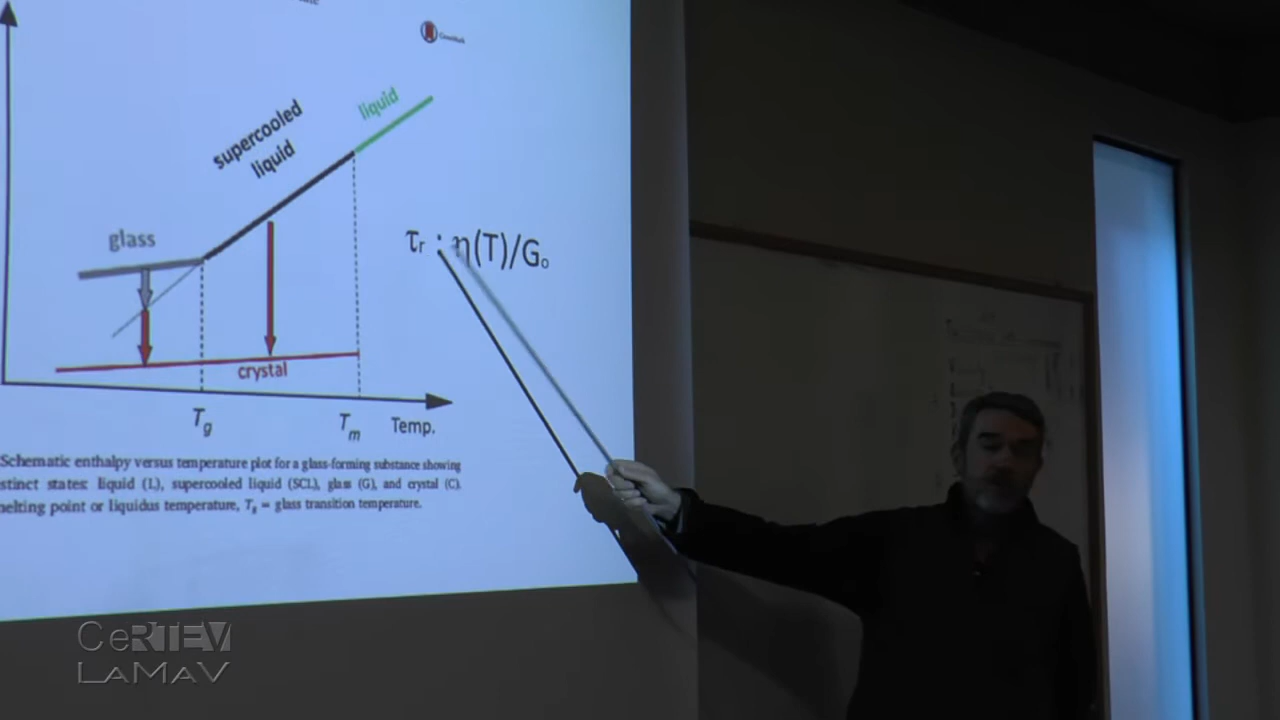 liquid
supercooled
liquid
glass
τr : η(T)/G₀
crystal
Tg
Tm
Temp.
Schematic enthalpy versus temperature plot for a glass-forming substance showing
stinct states: liquid (L), supercooled liquid (SCL), glass (G), and crystal (C).
nelting point or liquidus temperature, Tg = glass transition temperature.
CeRTEV
LaMaV